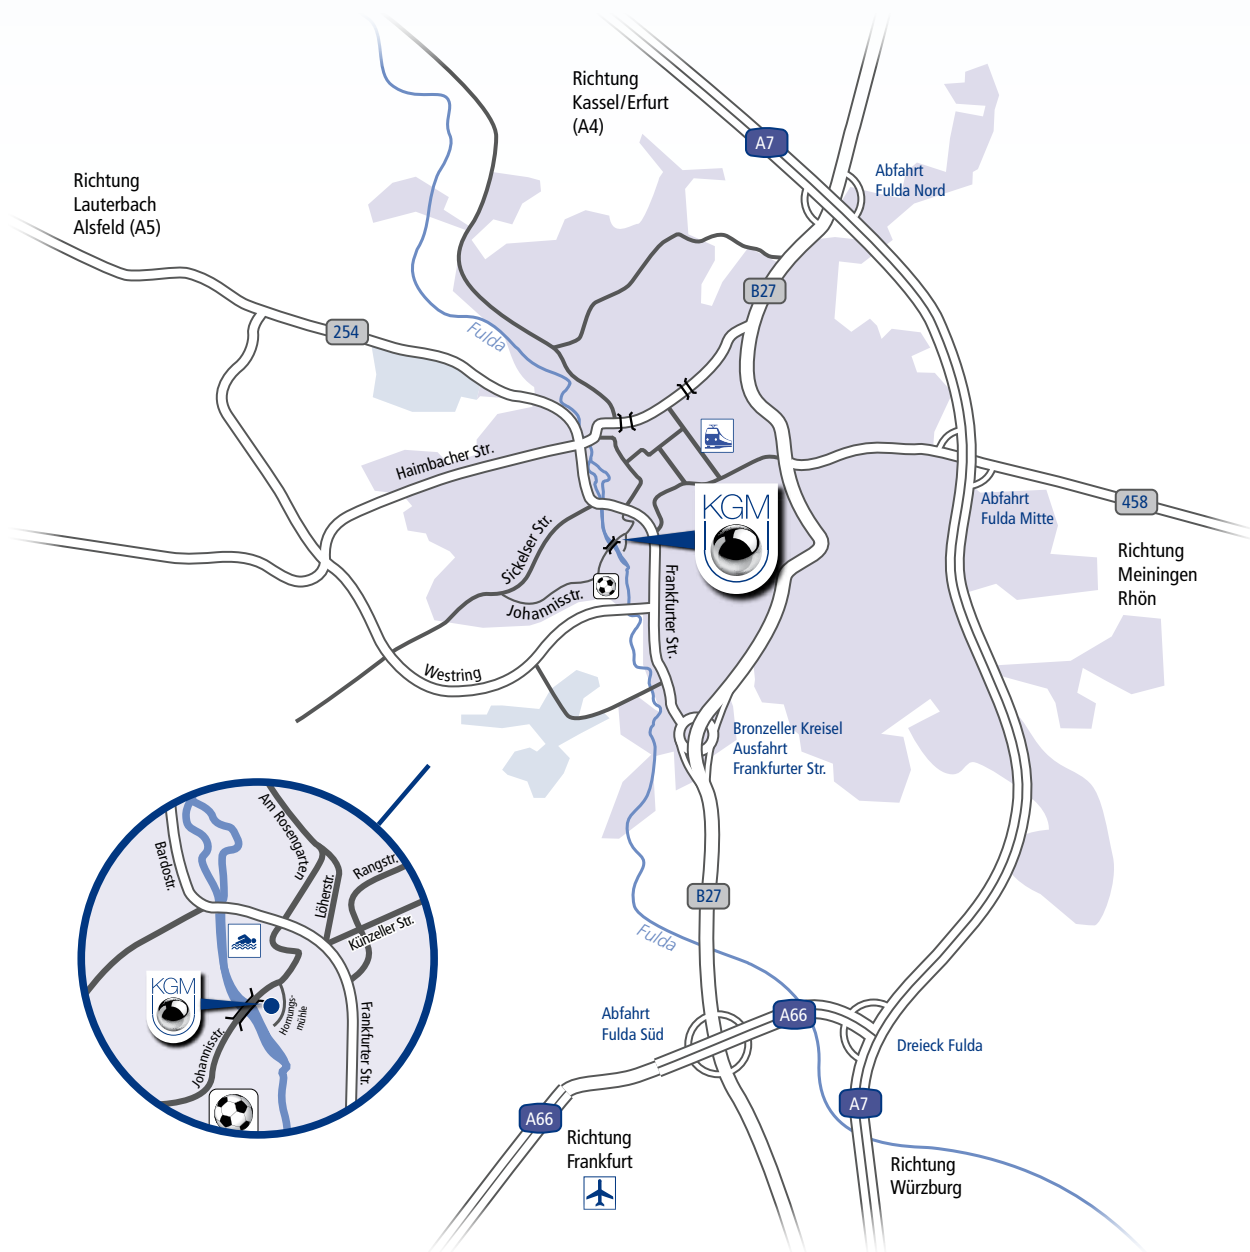 Richtung
Kassel/Erfurt
(A4)
A7
Abfahrt
Fulda Nord
Richtung
Lauterbach
Alsfeld (A5)
B27
254
Fulda
Haimbacher Str.
KGM
Abfahrt
Fulda Mitte
458
Richtung
Meiningen
Rhön
Sickelser Str.
Johannisstr.
Frankfurter Str.
Westring
Bronzeller Kreisel
Ausfahrt
Frankfurter Str.
Am Rosengarten
Bardostr.
Löherstr.
Rangstr.
Künzeller Str.
KGM
Hornungs-
mühle
Johannisstr.
Frankfurter Str.
B27
Fulda
Abfahrt
Fulda Süd
A66
Dreieck Fulda
A7
A66
Richtung
Frankfurt
Richtung
Würzburg